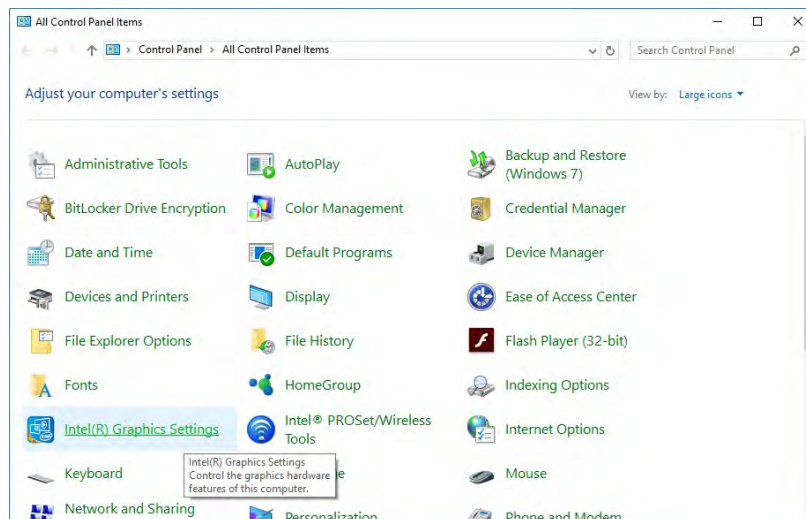 All Control Panel Items
Control Panel > All Control Panel Items
Search Control Panel
Adjust your computer's settings
View by: Large icons
Administrative Tools
AutoPlay
Backup and Restore
(Windows 7)
BitLocker Drive Encryption
Color Management
Credential Manager
Date and Time
Default Programs
Device Manager
Devices and Printers
Display
Ease of Access Center
File Explorer Options
File History
Flash Player (32-bit)
Fonts
HomeGroup
Indexing Options
Intel(R) Graphics Settings
Intel® PROSet/Wireless
Tools
Internet Options
Keyboard
Mouse
Intel(R) Graphics Settings
Control the graphics hardware
features of this computer.
Network and Sharing
Personalization
Phone and Modem